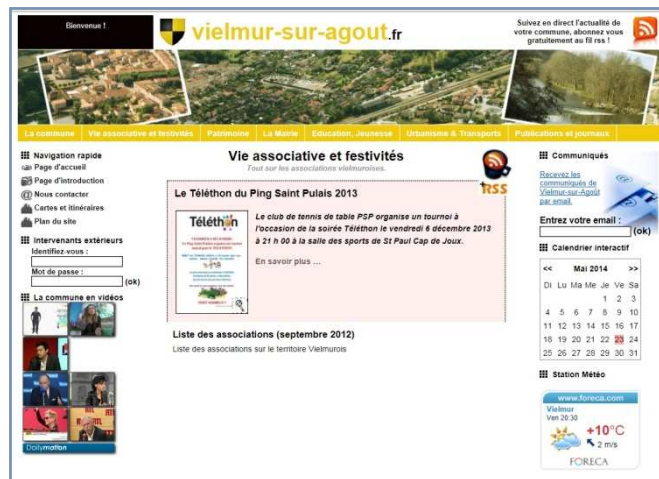 Bienvenue !
vielmur-sur-agout.fr
Suivez en direct l'actualité de
votre commune, abonnez vous
gratuitement au fil rss !
La commune
Vie associative et festivités
Patrimoine
La Mairie
Education, Jeunesse
Urbanisme & Transports
Publications et journaux
Navigation rapide
Page d'accueil
Page d'introduction
Nous contacter
Cartes et itinéraires
Plan du site
Intervenants extérieurs
Identifiez-vous :
Mot de passe :
(ok)
La commune en vidéos
Dailymotion
Vie associative et festivités
Tout sur les associations vielmuroises.
RSS
Le Téléthon du Ping Saint Pulais 2013
Téléthon
Le club de tennis de table PSP organise un tournoi à
l'occasion de la soirée Téléthon le vendredi 6 décembre 2013
à 21 h 00 à la salle des sports de St Paul Cap de Joux.
En savoir plus ...
Liste des associations (septembre 2012)
Liste des associations sur le territoire Vielmurois
Communiqués
Recevez les
communiqués de
Vielmur-sur-Agoût
par email.
Entrez votre email :
(ok)
Calendrier interactif
<< Mai 2014 >>
Di Lu Ma Me Je Ve Sa
1 2 3
4 5 6 7 8 9 10
11 12 13 14 15 16 17
18 19 20 21 22 23 24
25 26 27 28 29 30 31
Station Météo
www.foreca.com
Vielmur
Ven 20:30
+10°C
2 m/s
FORECA